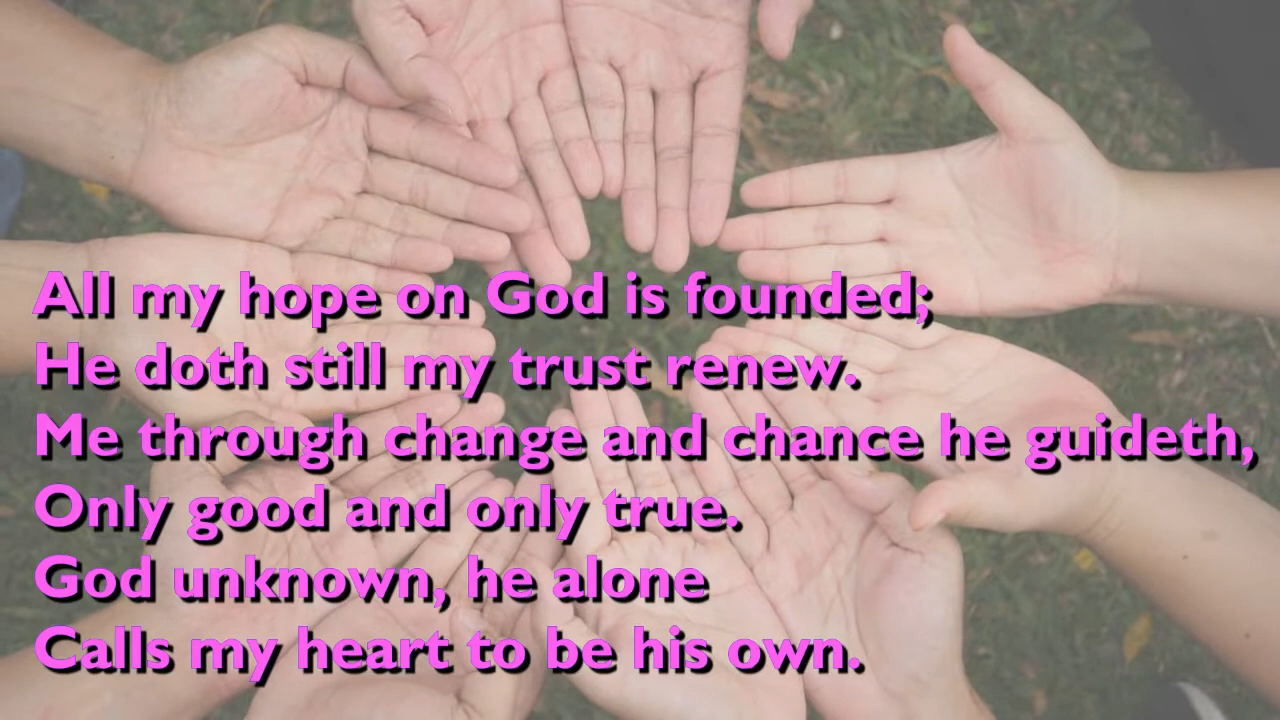 All my hope on God is founded;
He doth still my trust renew.
Me through change and chance he guideth,
Only good and only true.
God unknown, he alone
Calls my heart to be his own.